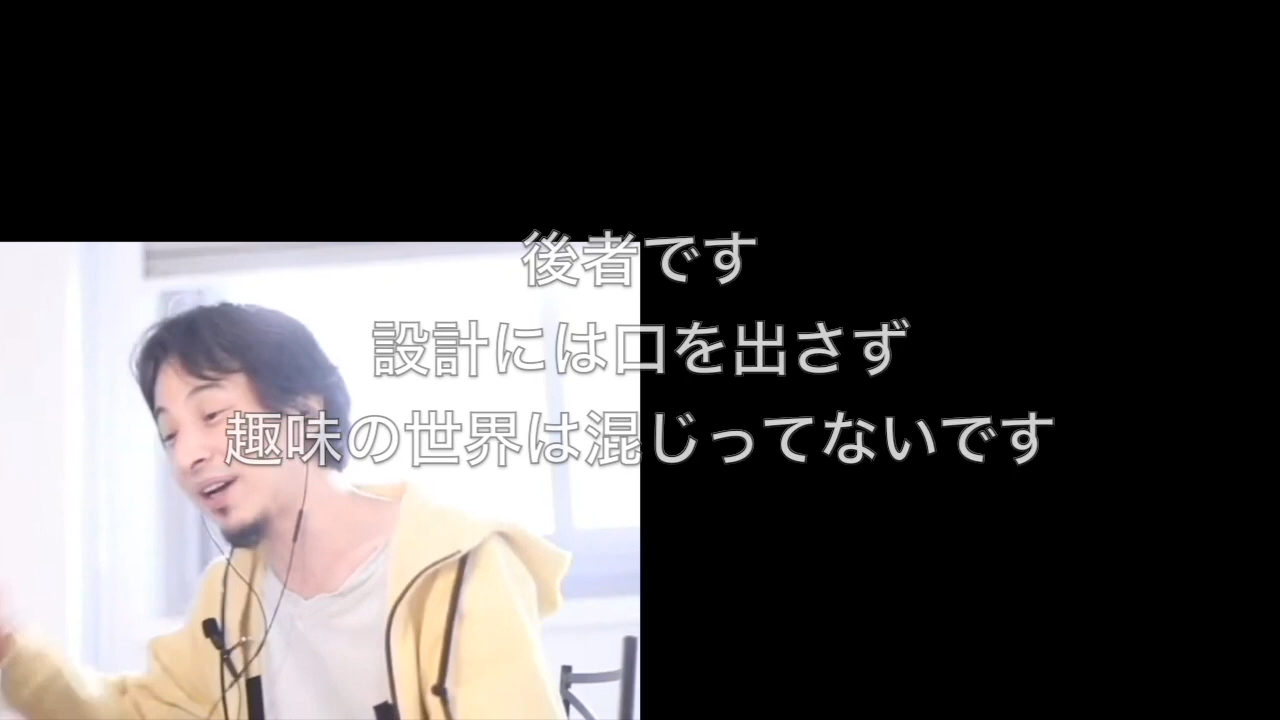 後者です
設計には口を出さず
趣味の世界は混じってないです